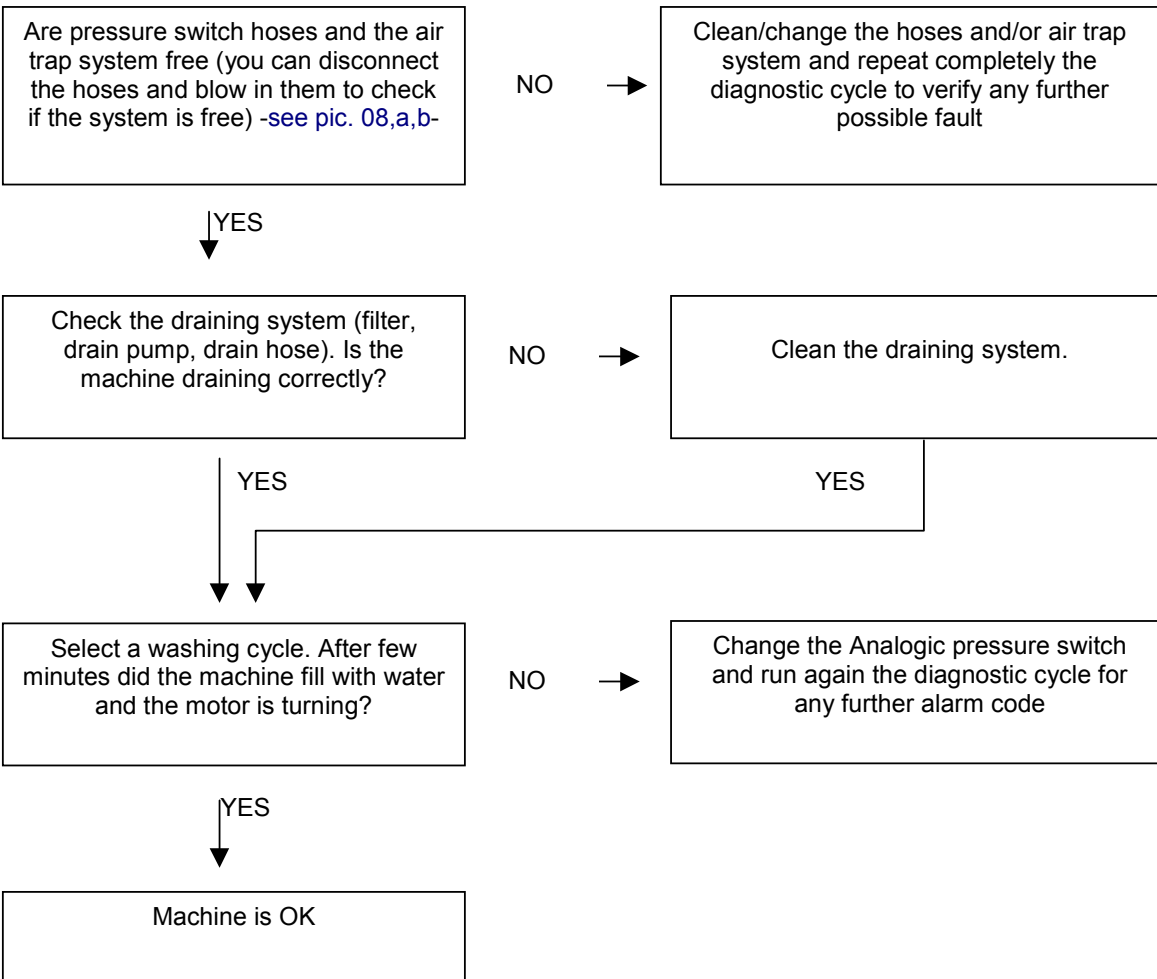 Are pressure switch hoses and the air
trap system free (you can disconnect
the hoses and blow in them to check
if the system is free) -see pic. 08,a,b-
NO
Clean/change the hoses and/or air trap
system and repeat completely the
diagnostic cycle to verify any further
possible fault
YES
Check the draining system (filter,
drain pump, drain hose). Is the
machine draining correctly?
NO
Clean the draining system.
YES
YES
Select a washing cycle. After few
minutes did the machine fill with water
and the motor is turning?
NO
Change the Analogic pressure switch
and run again the diagnostic cycle for
any further alarm code
YES
Machine is OK